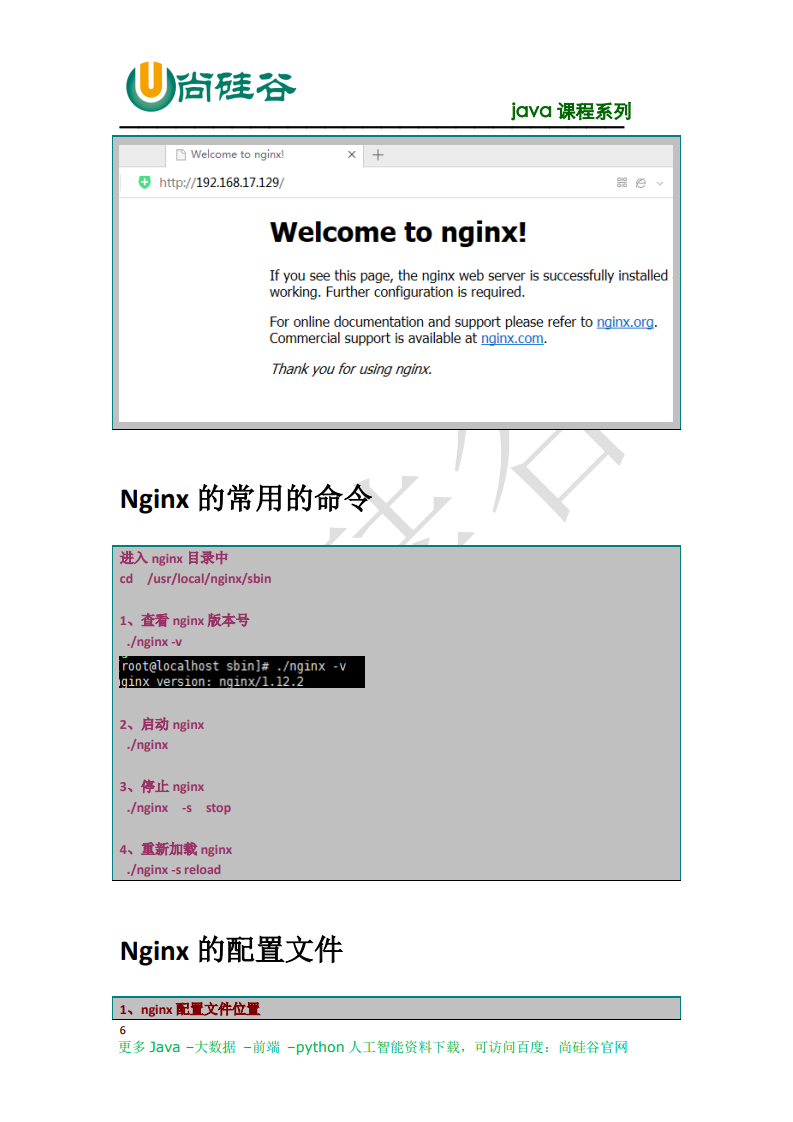 尚硅谷
java 课程系列
Welcome to nginx!
http://192.168.17.129/
Welcome to nginx!
If you see this page, the nginx web server is successfully installed
working. Further configuration is required.
For online documentation and support please refer to nginx.org.
Commercial support is available at nginx.com.
Thank you for using nginx.
Nginx 的常用的命令
进入 nginx 目录中
cd /usr/local/nginx/sbin
1、查看 nginx 版本号
./nginx -v
root@localhost sbin]# ./nginx -v
nginx version: nginx/1.12.2
2、启动 nginx
./nginx
3、停止 nginx
./nginx -s stop
4、重新加载 nginx
./nginx -s reload
Nginx 的配置文件
1、nginx 配置文件位置
6
更多 Java –大数据 –前端 –python 人工智能资料下载，可访问百度：尚硅谷官网